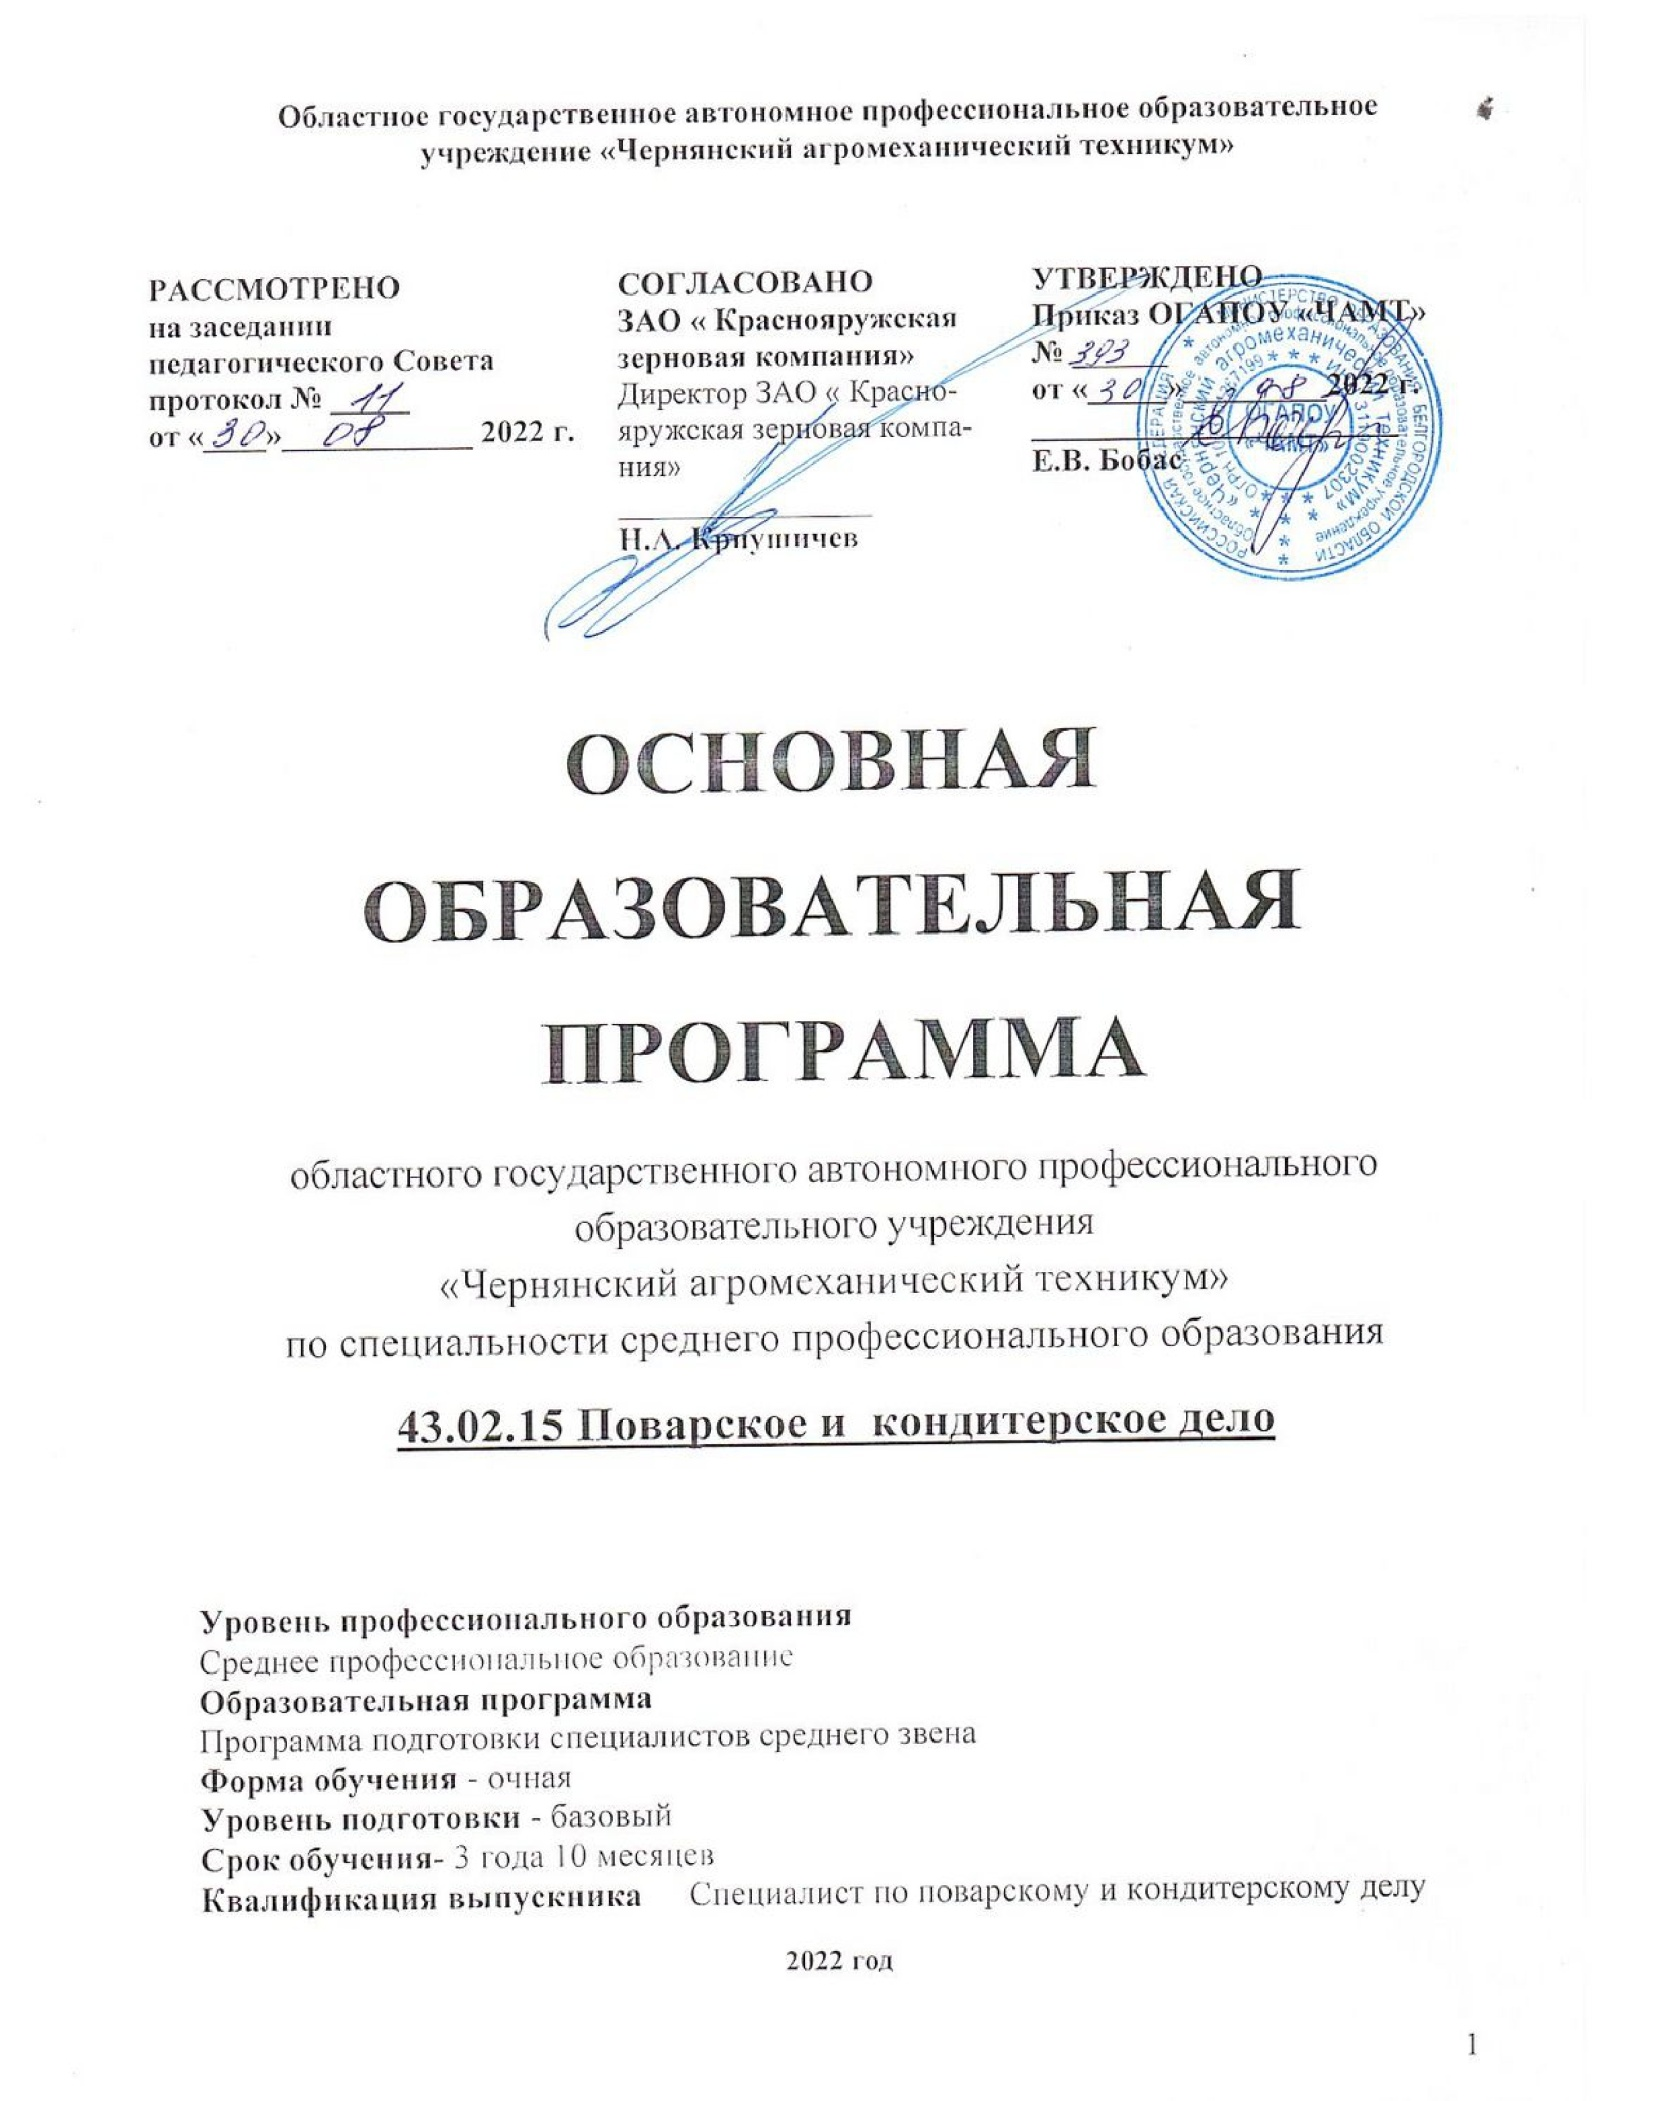 Областное государственное автономное профессиональное образовательное
учреждение «Чернянский агромеханический техникум»
РАССМОТРЕНО
на заседании
педагогического Совета
протокол № 11
от «30» 08 2022 г.
СОГЛАСОВАНО
ЗАО « Краснояружская
зерновая компания»
Директор ЗАО « Красно-
яружская зерновая компа-
ния»
Н.А. Крпушичев
УТВЕРЖДЕНО
Приказ ОГАПОУ «ЧАМТ»
№ 393
от «30» 08 2022 г.
Е.В. Бобас
ОСНОВНАЯ
ОБРАЗОВАТЕЛЬНАЯ
ПРОГРАММА
областного государственного автономного профессионального
образовательного учреждения
«Чернянский агромеханический техникум»
по специальности среднего профессионального образования
43.02.15 Поварское и кондитерское дело
Уровень профессионального образования
Среднее профессиональное образование
Образовательная программа
Программа подготовки специалистов среднего звена
Форма обучения - очная
Уровень подготовки - базовый
Срок обучения- 3 года 10 месяцев
Квалификация выпускника Специалист по поварскому и кондитерскому делу
2022 год
1